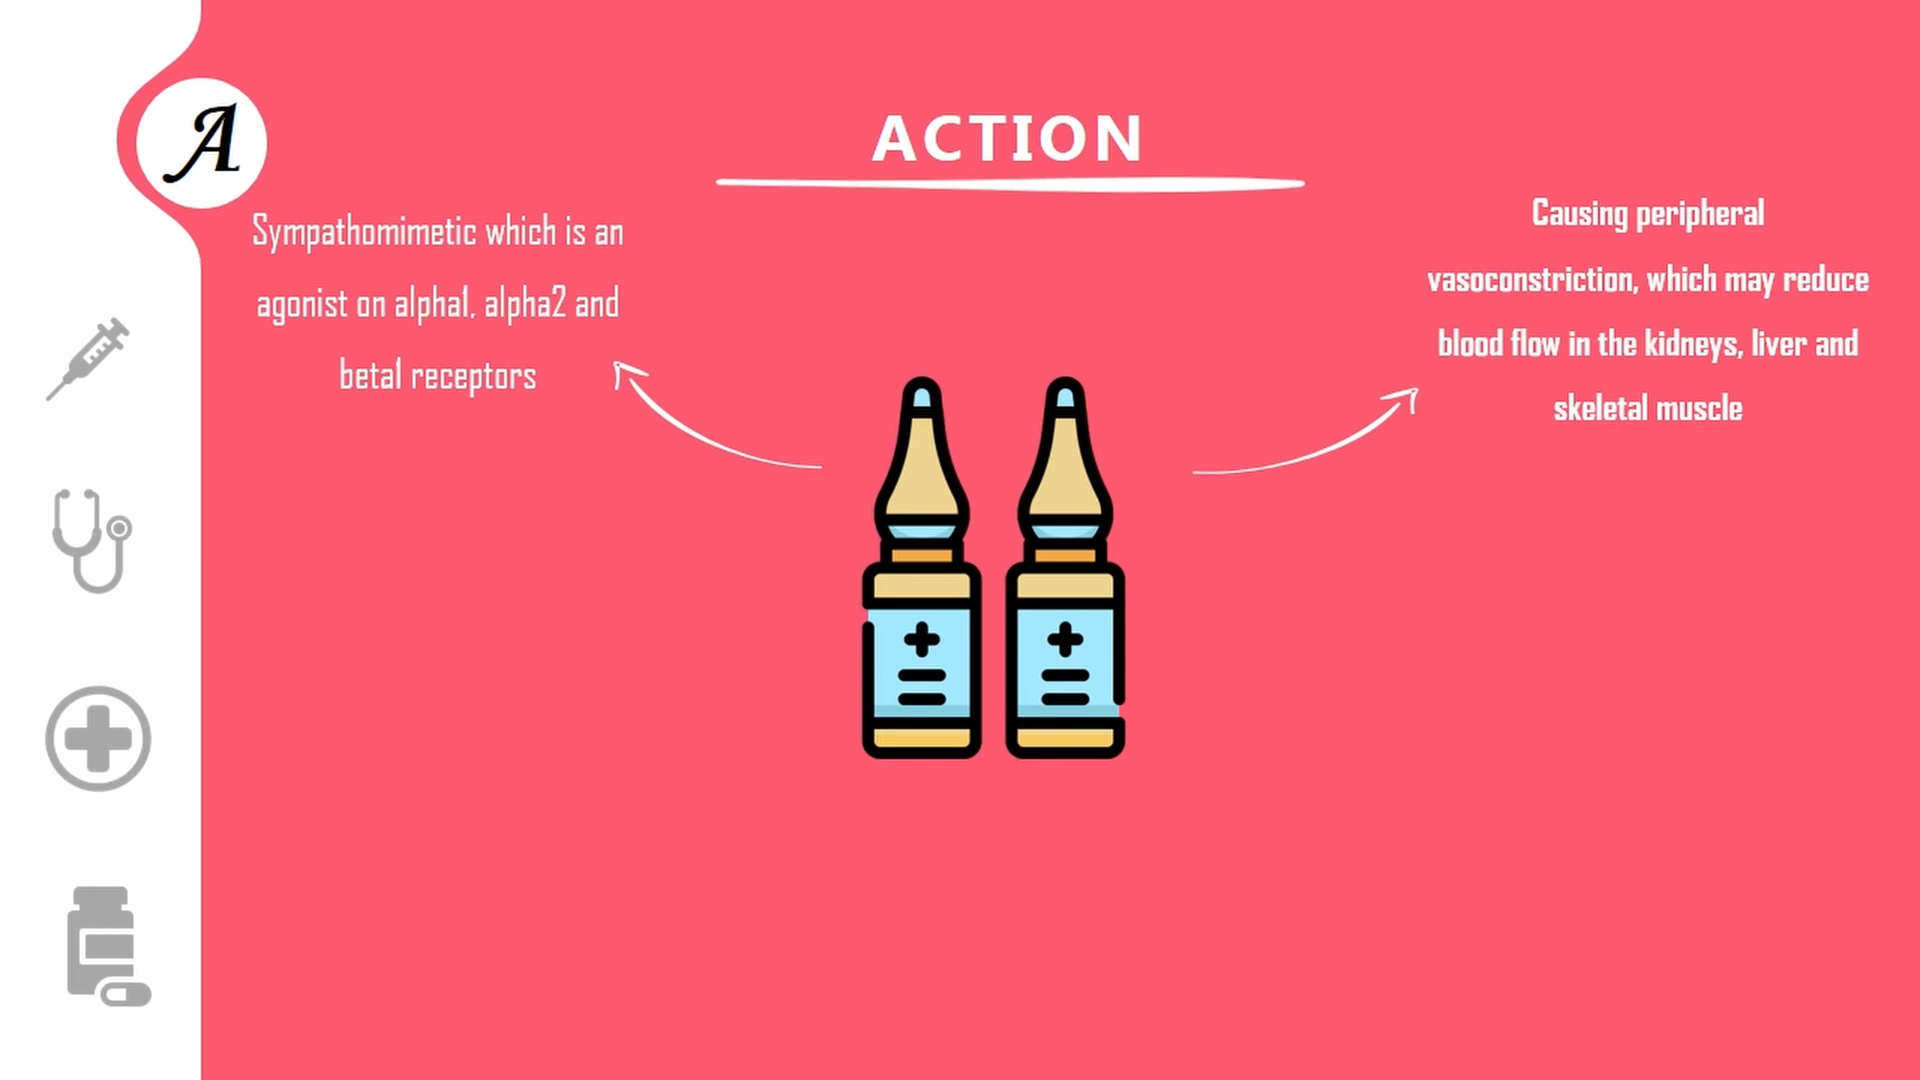 A
ACTION
Sympathomimetic which is an
agonist on alpha1, alpha2 and
beta1 receptors
Causing peripheral
vasoconstriction, which may reduce
blood flow in the kidneys, liver and
skeletal muscle